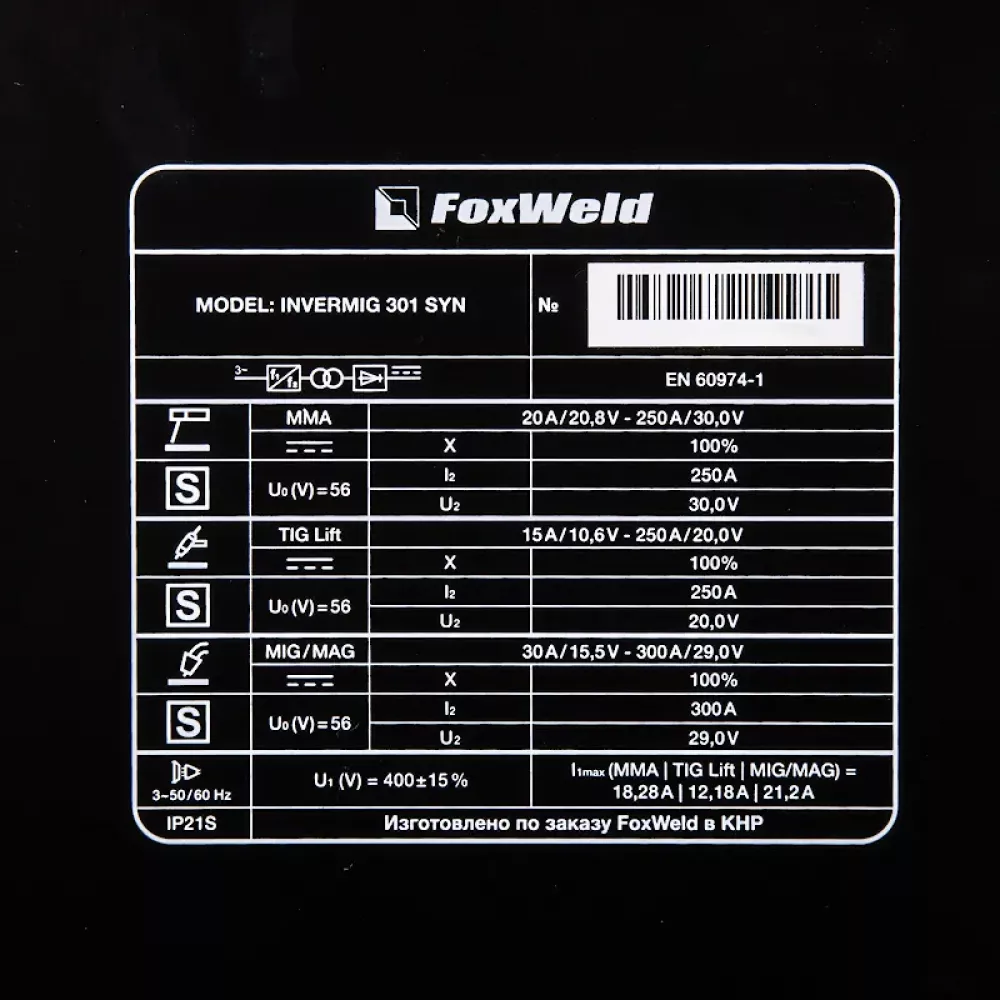 FoxWeld
MODEL: INVERMIG 301 SYN
№
3~
f₁
f₂
EN 60974-1
MMA
20A/20,8V - 250A/30,0V
X
100%
S
U₀(V)=56
I₂
250A
U₂
30,0V
TIG Lift
15A/10,6V - 250A/20,0V
X
100%
S
U₀(V)=56
I₂
250A
U₂
20,0V
MIG/MAG
30A/15,5V - 300A/29,0V
X
100%
S
U₀(V)=56
I₂
300A
U₂
29,0V
3~50/60 Hz
U₁ (V) = 400±15%
I₁max (MMA | TIG Lift | MIG/MAG) =
18,28A | 12,18A | 21,2A
IP21S
Изготовлено по заказу FoxWeld в КНР